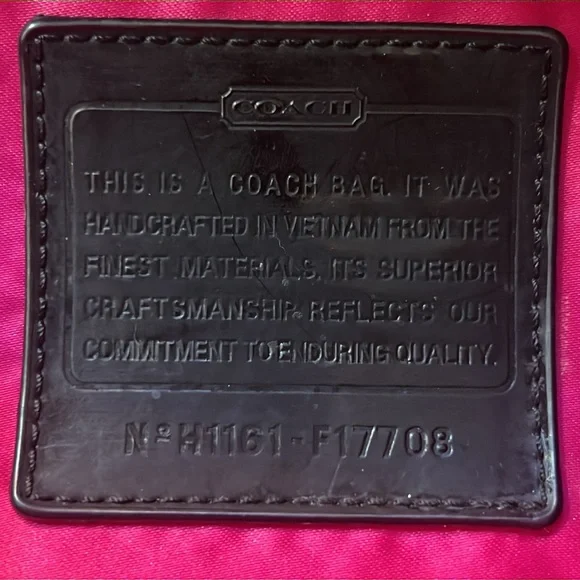 COACH
THIS IS A COACH BAG. IT WAS
HANDCRAFTED IN VIETNAM FROM THE
FINEST MATERIALS. ITS SUPERIOR
CRAFTSMANSHIP REFLECTS OUR
COMMITMENT TO ENDURING QUALITY.
Nº H1161-F17708